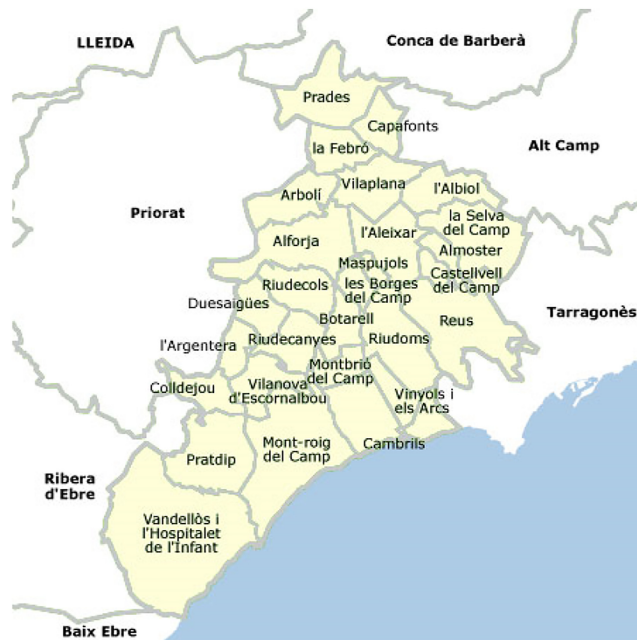 LLEIDA
Conca de Barberà
Prades
Capafonts
la Febró
Alt Camp
Vilaplana
l'Albiol
Arbolí
Priorat
la Selva
del Camp
l'Aleixar
Alforja
Almoster
Maspujols
Castellvell
del Camp
Riudecols
les Borges
del Camp
Duesaigües
Tarragonès
Botarell
Reus
l'Argentera
Riudecanyes
Riudoms
Montbrió
del Camp
Colldejou
Vilanova
d'Escornalbou
Vinyols i
els Arcs
Mont-roig
del Camp
Cambrils
Pratdip
Ribera
d'Ebre
Vandellòs i
l'Hospitalet
de l'Infant
Baix Ebre